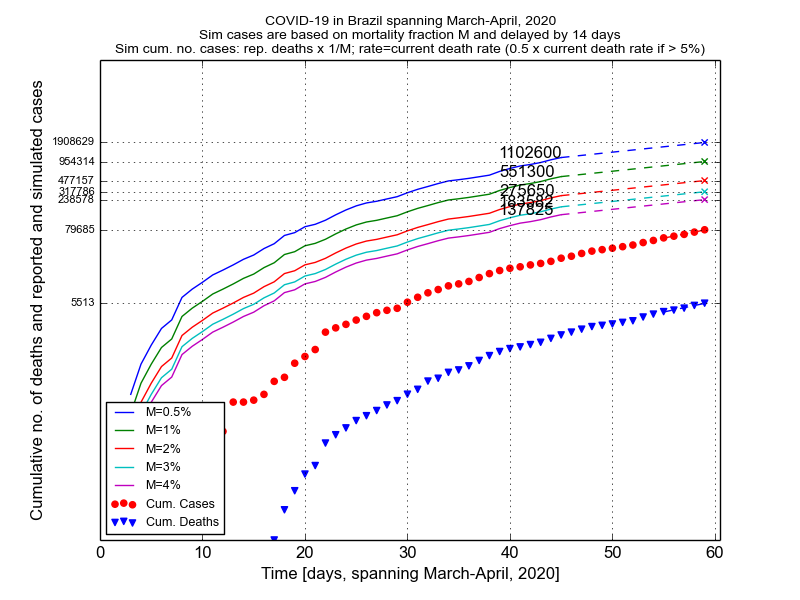 COVID-19 in Brazil spanning March-April, 2020
Sim cases are based on mortality fraction M and delayed by 14 days
Sim cum. no. cases: rep. deaths x 1/M; rate=current death rate (0.5 x current death rate if > 5%)
Cumulative no. of deaths and reported and simulated cases
1908629
954314
477157
317786
238578
79685
5513
1102600
551300
275650
183582
137825
M=0.5%
M=1%
M=2%
M=3%
M=4%
Cum. Cases
Cum. Deaths
0 10 20 30 40 50 60
Time [days, spanning March-April, 2020]